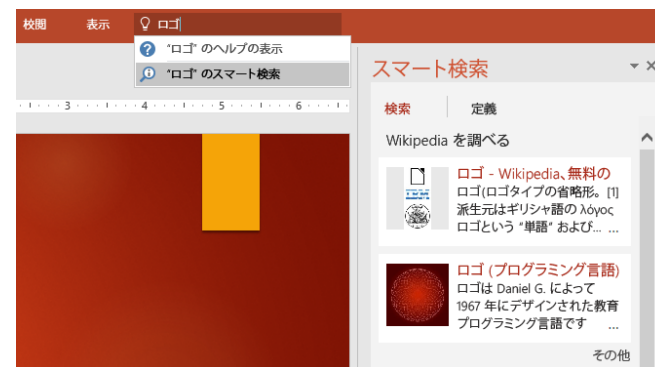 校閲 表示 ロゴ
"ロゴ" のヘルプの表示
"ロゴ" のスマート検索
3 4 5 6
スマート検索
検索 定義
Wikipedia を調べる
ロゴ - Wikipedia、無料の
ロゴ(ロゴタイプの省略形。[1]
派生元はギリシャ語の λόγος
ロゴという "単語" および... ...
ロゴ (プログラミング言語)
ロゴは Daniel G. によって
1967 年にデザインされた教育
プログラミング言語です ...
その他